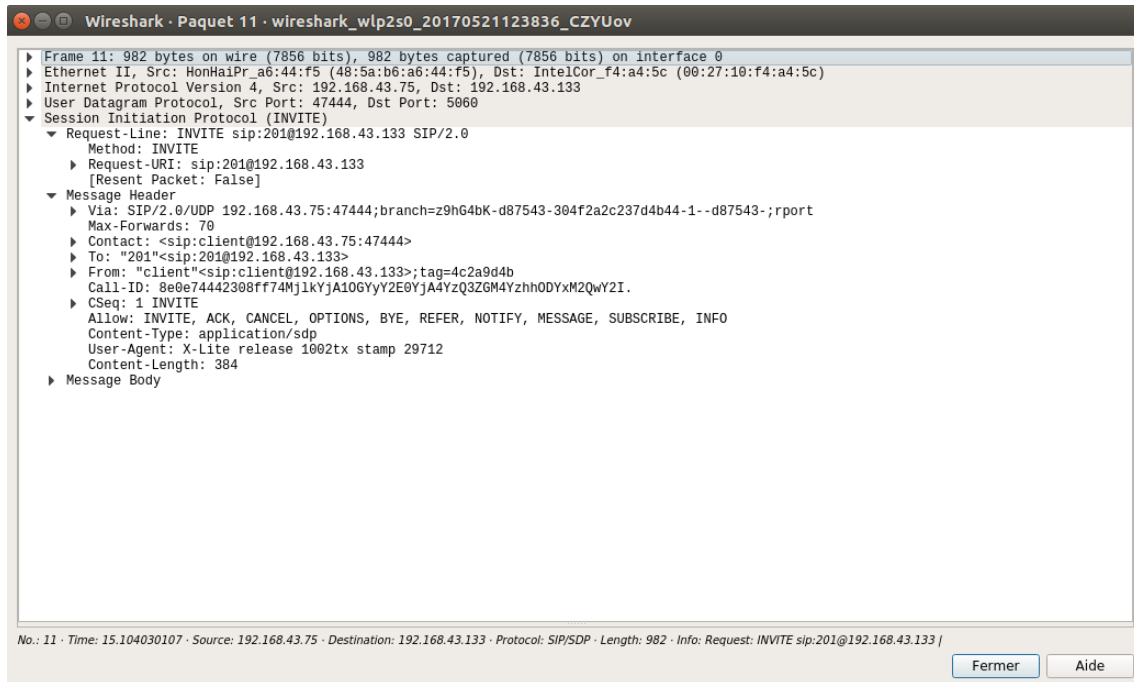 Wireshark · Paquet 11 · wireshark_wlp2s0_20170521123836_CZYUov
Frame 11: 982 bytes on wire (7856 bits), 982 bytes captured (7856 bits) on interface 0
Ethernet II, Src: HonHaiPr_a6:44:f5 (48:5a:b6:a6:44:f5), Dst: IntelCor_f4:a4:5c (00:27:10:f4:a4:5c)
Internet Protocol Version 4, Src: 192.168.43.75, Dst: 192.168.43.133
User Datagram Protocol, Src Port: 47444, Dst Port: 5060
Session Initiation Protocol (INVITE)
Request-Line: INVITE sip:201@192.168.43.133 SIP/2.0
Method: INVITE
Request-URI: sip:201@192.168.43.133
[Resent Packet: False]
Message Header
Via: SIP/2.0/UDP 192.168.43.75:47444;branch=z9hG4bK-d87543-304f2a2c237d4b44-1--d87543-;rport
Max-Forwards: 70
Contact: <sip:client@192.168.43.75:47444>
To: "201"<sip:201@192.168.43.133>
From: "client"<sip:client@192.168.43.133>;tag=4c2a9d4b
Call-ID: 8e0e74442308ff74MjlkYjA1OGYyY2E0YjA4YzQ3ZGM4YzhhODYxM2QwY2I.
CSeq: 1 INVITE
Allow: INVITE, ACK, CANCEL, OPTIONS, BYE, REFER, NOTIFY, MESSAGE, SUBSCRIBE, INFO
Content-Type: application/sdp
User-Agent: X-Lite release 1002tx stamp 29712
Content-Length: 384
Message Body
No.: 11 · Time: 15.104030107 · Source: 192.168.43.75 · Destination: 192.168.43.133 · Protocol: SIP/SDP · Length: 982 · Info: Request: INVITE sip:201@192.168.43.133 |
Fermer
Aide